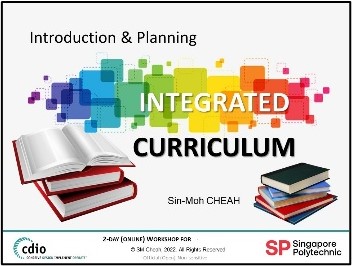 Introduction & Planning
INTEGRATED
CURRICULUM
Sin-Moh CHEAH
2-DAY (ONLINE) WORKSHOP FOR
© SM Cheah, 2022. All Rights Reserved
cdio
SP Singapore
Polytechnic